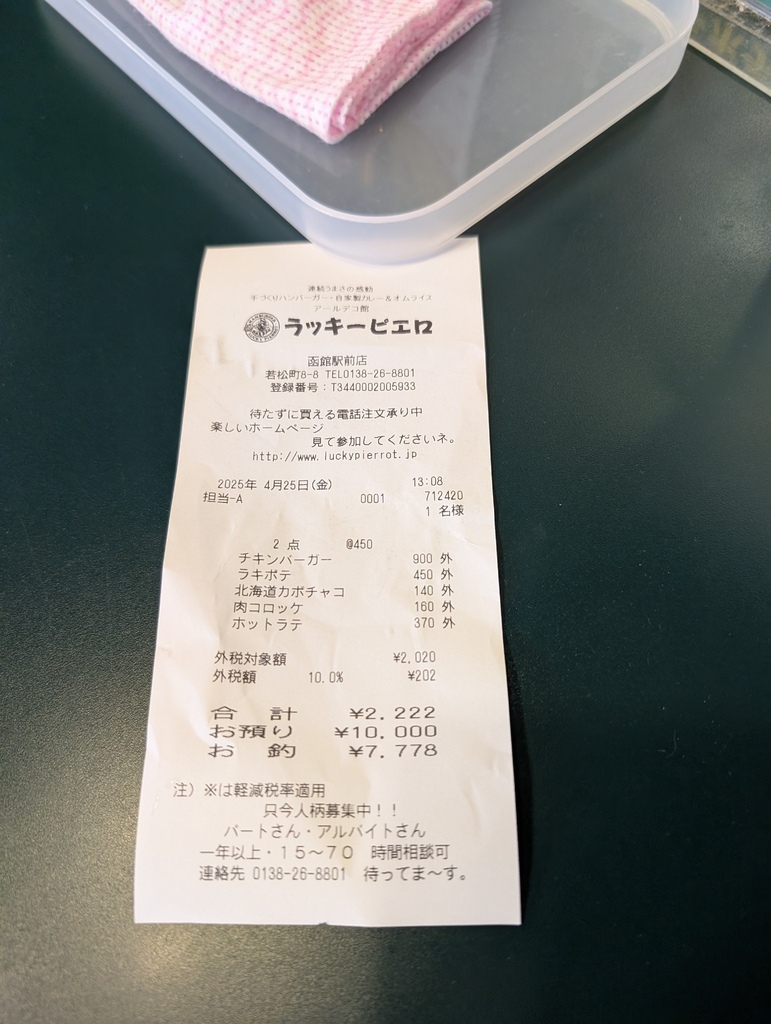 連続うまさの感動
手づくりハンバーガー・自家製カレー&オムライス
アールデコ館
ラッキーピエロ
函館駅前店
若松町8-8 TEL0138-26-8801
登録番号：T3440002005933
待たずに買える電話注文承り中
楽しいホームページ
見て参加してくださいネ。
http://www.luckypierrot.jp
2025年 4月25日(金) 13:08
担当-A 0001 712420
1 名様
2 点 @450
チキンバーガー 900 外
ラキポテ 450 外
北海道カボチャコ 140 外
肉コロッケ 160 外
ホットラテ 370 外
外税対象額 ¥2,020
外税額 10.0% ¥202
合 計 ¥2,222
お預り ¥10,000
お 釣 ¥7,778
注）※は軽減税率適用
只今人柄募集中！！
パートさん・アルバイトさん
一年以上・１５～７０ 時間相談可
連絡先 0138-26-8801 待ってま～す。